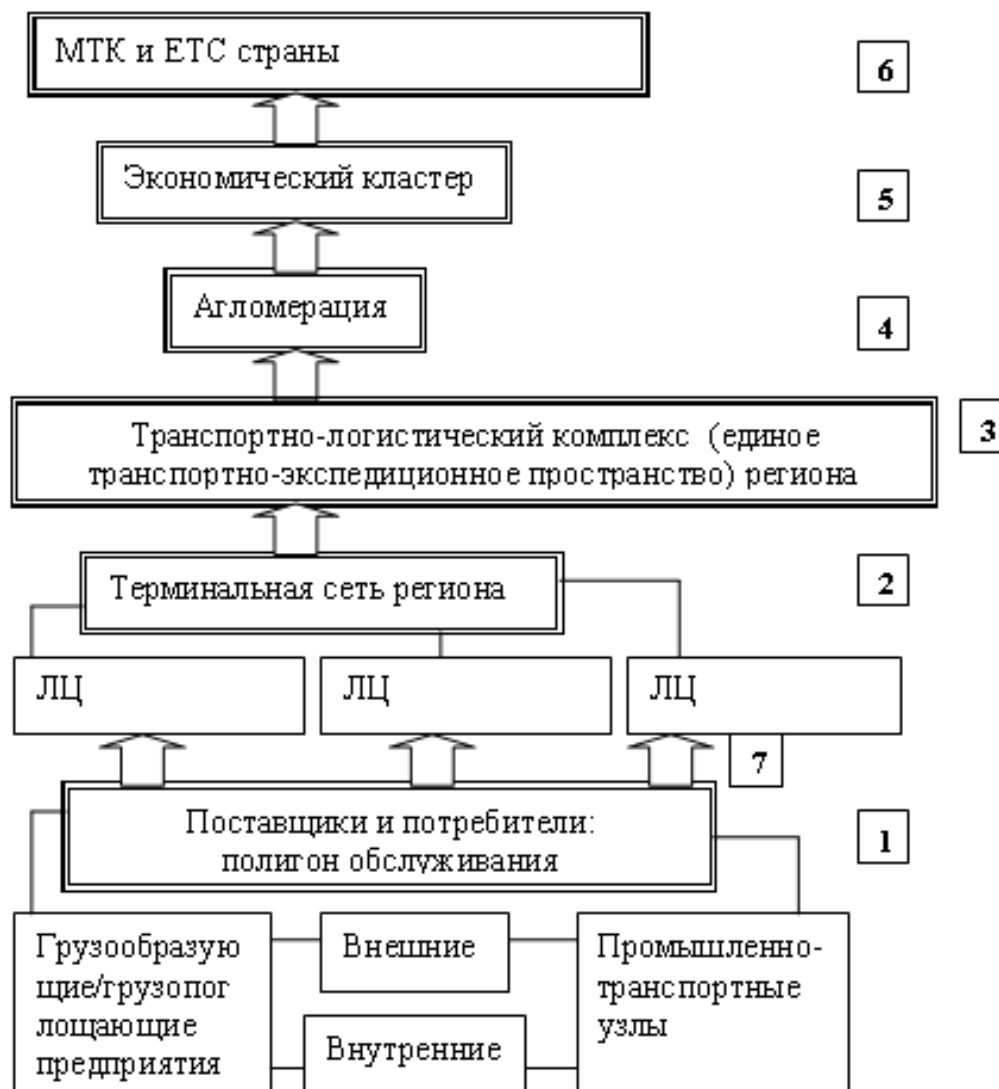 МТК и ЕТС страны
6
Экономический кластер
5
Агломерация
4
Транспортно-логистический комплекс (единое
транспортно-экспедиционное пространство) региона
3
Терминальная сеть региона
2
ЛЦ
ЛЦ
ЛЦ
7
Поставщики и потребители:
полигон обслуживания
1
Грузообразую
щие/грузопог
лощающие
предприятия
Внешние
Внутренние
Промышленно-
транспортные
узлы